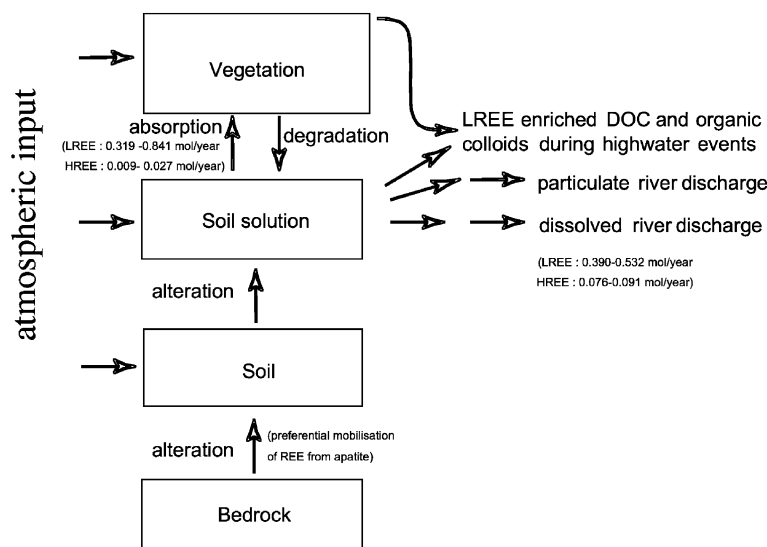 atmospheric input
Vegetation
absorption
(LREE : 0.319 -0.841 mol/year
HREE : 0.009- 0.027 mol/year)
degradation
LREE enriched DOC and organic
colloids during highwater events
particulate river discharge
Soil solution
dissolved river discharge
(LREE : 0.390-0.532 mol/year
HREE : 0.076-0.091 mol/year)
alteration
Soil
alteration
(preferential mobilisation
of REE from apatite)
Bedrock